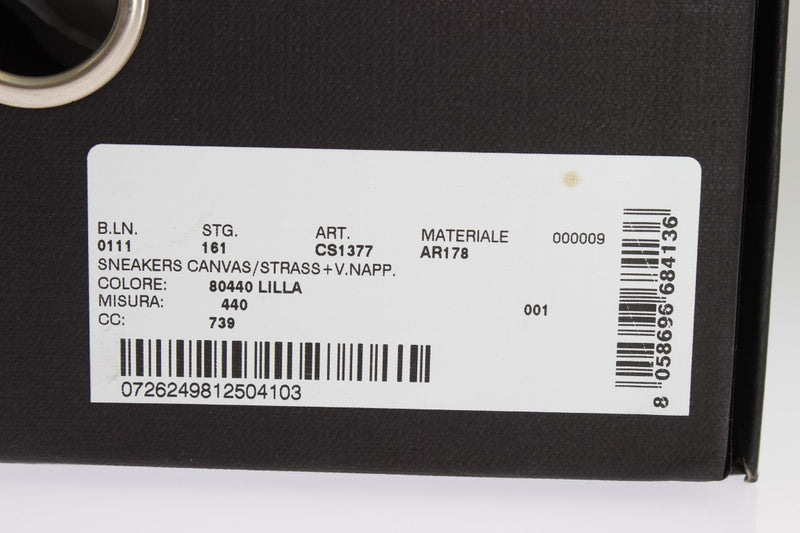 B.LN. STG. ART. MATERIALE 000009
0111 161 CS1377 AR178
SNEAKERS CANVAS/STRASS+V.NAPP.
COLORE: 80440 LILLA
MISURA: 440 001
CC: 739
0726249812504103
8 058696 684136